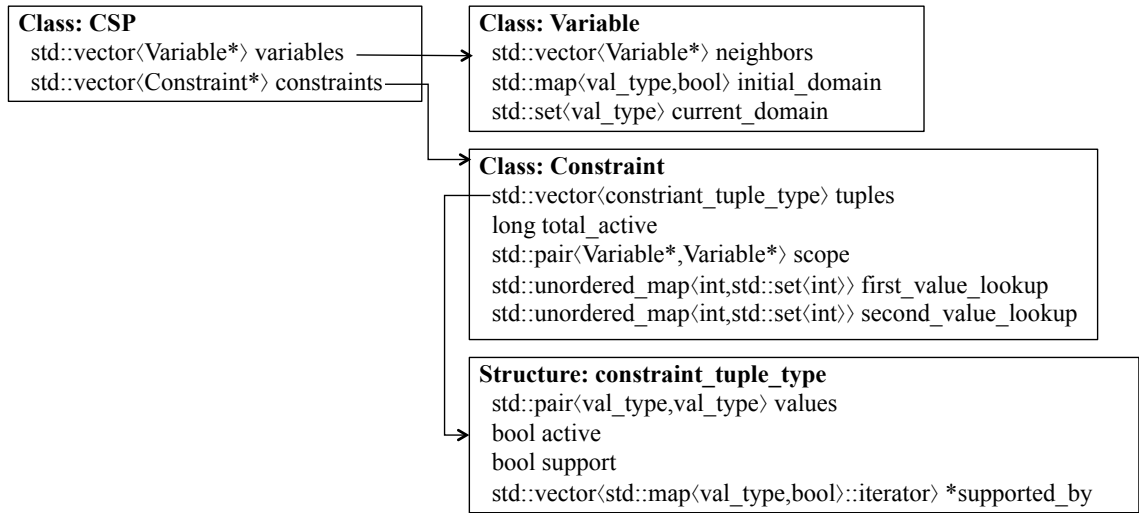 Class: CSP
std::vector⟨Variable*⟩ variables
std::vector⟨Constraint*⟩ constraints
Class: Variable
std::vector⟨Variable*⟩ neighbors
std::map⟨val_type,bool⟩ initial_domain
std::set⟨val_type⟩ current_domain
Class: Constraint
std::vector⟨constriant_tuple_type⟩ tuples
long total_active
std::pair⟨Variable*,Variable*⟩ scope
std::unordered_map⟨int,std::set⟨int⟩⟩ first_value_lookup
std::unordered_map⟨int,std::set⟨int⟩⟩ second_value_lookup
Structure: constraint_tuple_type
std::pair⟨val_type,val_type⟩ values
bool active
bool support
std::vector⟨std::map⟨val_type,bool⟩::iterator⟩ *supported_by